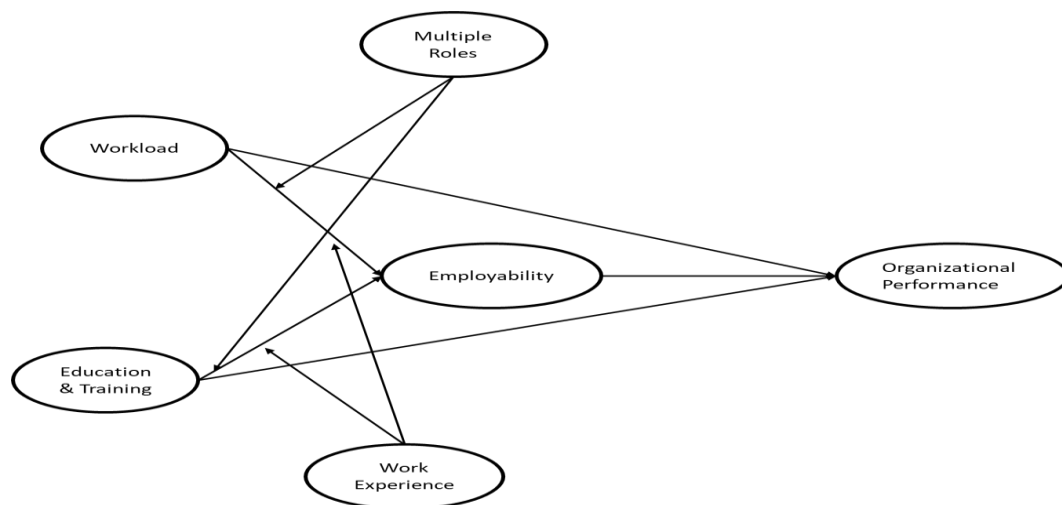 Multiple
Roles
Workload
Employability
Organizational
Performance
Education
& Training
Work
Experience